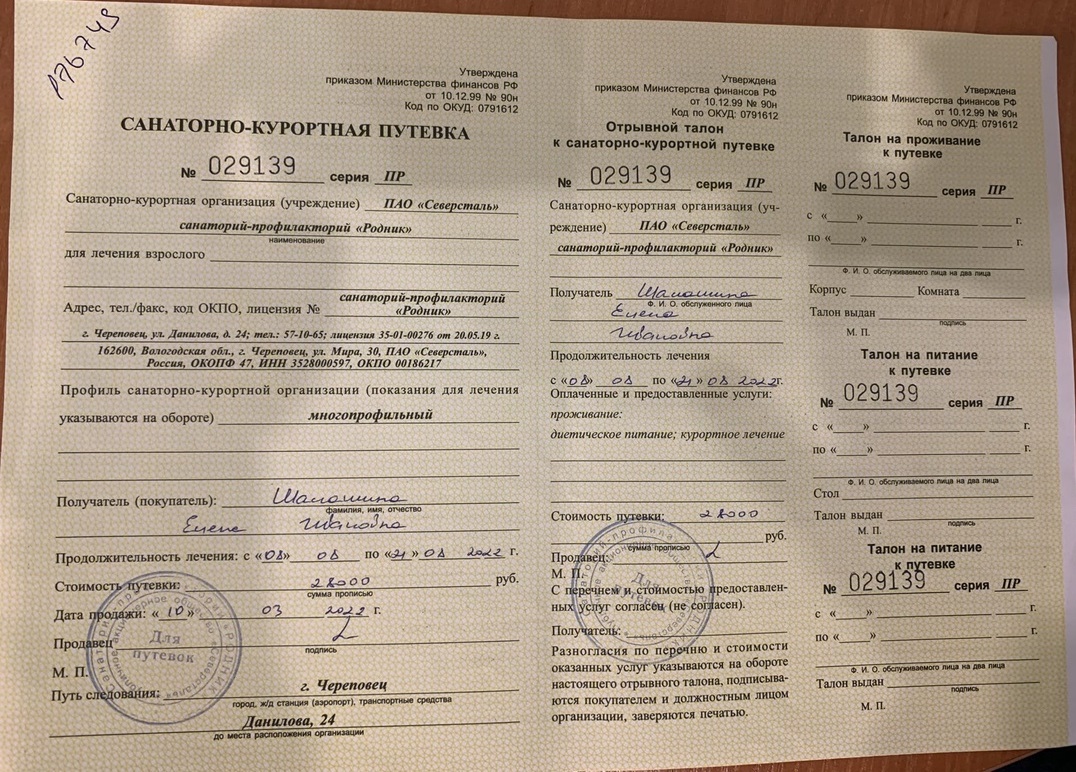 р76749
Утверждена
приказом Министерства финансов РФ
от 10.12.99 № 90н
Код по ОКУД: 0791612
САНАТОРНО-КУРОРТНАЯ ПУТЕВКА
№ 029139 серия ПР
Санаторно-курортная организация (учреждение) ПАО «Северсталь»
санаторий-профилакторий «Родник»
наименование
для лечения взрослого
Адрес, тел./факс, код ОКПО, лицензия № санаторий-профилакторий
«Родник»
г. Череповец, ул. Данилова, д. 24; тел.: 57-10-65; лицензия 35-01-00276 от 20.05.19 г.
162600, Вологодская обл., г. Череповец, ул. Мира, 30, ПАО «Северсталь»,
Россия, ОКОПФ 47, ИНН 3528000597, ОКПО 00186217
Профиль санаторно-курортной организации (показания для лечения
указываются на обороте) многопрофильный
Получатель (покупатель): Шалашина
фамилия, имя, отчество
Елена Ивановна
Продолжительность лечения: с «08» 08 по «21» 08 2022 г.
Стоимость путевки: 28000 руб.
сумма прописью
Дата продажи: «10» 03 2022 г.
Продавец
подпись
М. П.
Для
путевок
Путь следования: г. Череповец
город, ж/д станция (аэропорт), транспортные средства
Данилова, 24
до места расположения организации
Утверждена
приказом Министерства финансов РФ
от 10.12.99 № 90н
Код по ОКУД: 0791612
Отрывной талон
к санаторно-курортной путевке
№ 029139 серия ПР
Санаторно-курортная организация (уч-
реждение) ПАО «Северсталь»
санаторий-профилакторий «Родник»
Получатель Шалашина
Ф. И. О. обслуженного лица
Елена
Ивановна
Продолжительность лечения
с «08» 08 по «21» 08 2022г.
Оплаченные и предоставленные услуги:
проживание:
диетическое питание; курортное лечение
Стоимость путевки: 28000
руб.
сумма прописью
Продавец
М. П.
Для
С перечнем и стоимостью предоставлен-
ных услуг согласен (не согласен).
Получатель:
Разногласия по перечню и стоимости
оказанных услуг указываются на обороте
настоящего отрывного талона, подписыва-
ются покупателем и должностным лицом
организации, заверяются печатью.
Утверждена
приказом Министерства финансов РФ
от 10.12.99 № 90н
Код по ОКУД: 0791612
Талон на проживание
к путевке
№ 029139 серия ПР
с «___» г.
по «___» г.
Ф. И. О. обслуживаемого лица на два лица
Корпус Комната
Талон выдан
подпись
М. П.
Талон на питание
к путевке
№ 029139 серия ПР
с «___» г.
по «___» г.
Ф. И. О. обслуживаемого лица на два лица
Стол
Талон выдан
подпись
М. П.
Талон на питание
к путевке
№ 029139 серия ПР
с «___» г.
по «___» г.
Ф. И. О. обслуживаемого лица на два лица
Талон выдан
подпись
М. П.